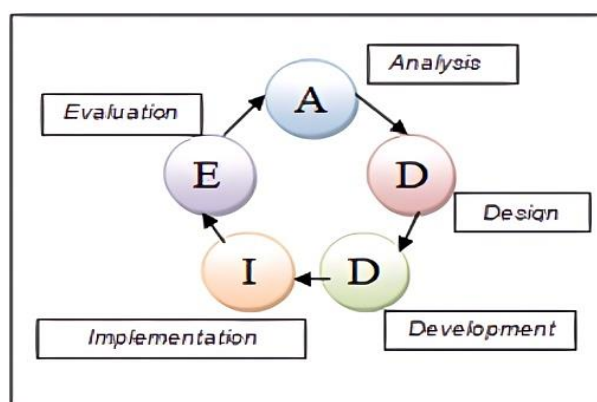 A
Analysis
D
Design
D
Development
I
Implementation
E
Evaluation